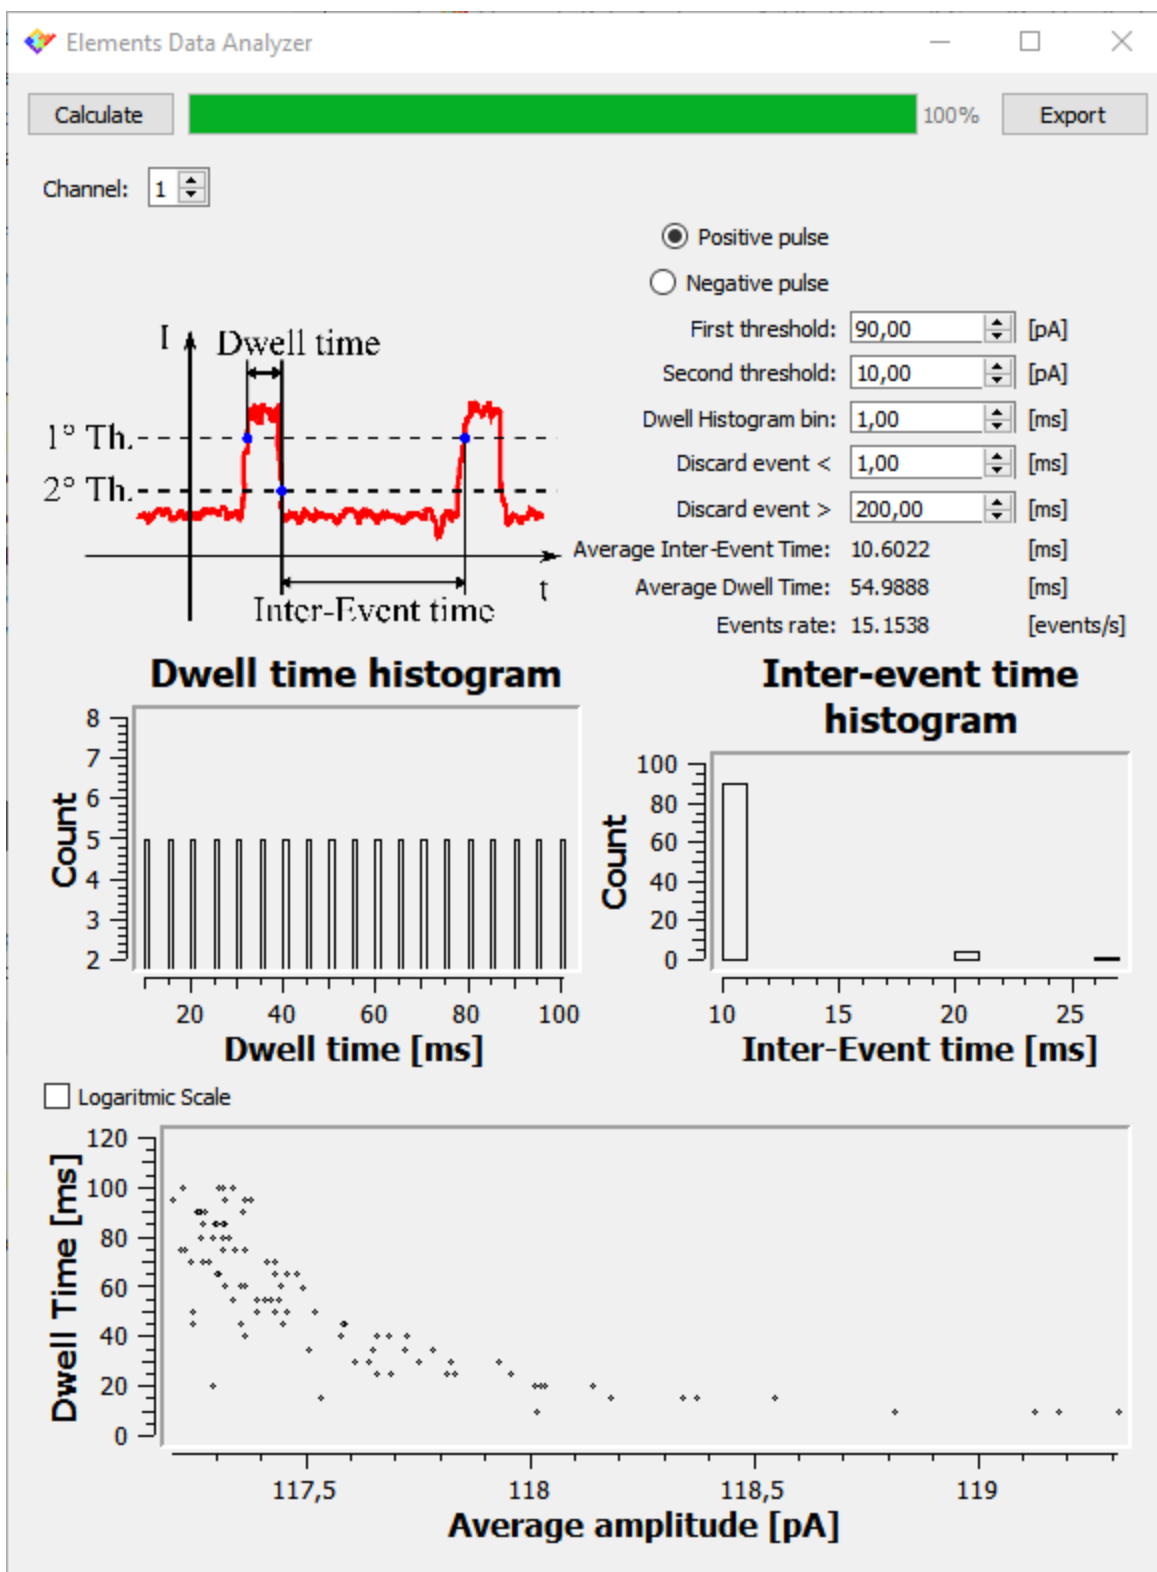 Elements Data Analyzer
Calculate 100% Export
Channel: 1
Positive pulse
Negative pulse
First threshold: 90,00 [pA]
Second threshold: 10,00 [pA]
Dwell Histogram bin: 1,00 [ms]
Discard event < 1,00 [ms]
Discard event > 200,00 [ms]
Average Inter-Event Time: 10.6022 [ms]
Average Dwell Time: 54.9888 [ms]
Events rate: 15.1538 [events/s]
I
Dwell time
1° Th.
2° Th.
t
Inter-Event time
Dwell time histogram
8
7
6
5
4
3
2
Count
20 40 60 80 100
Dwell time [ms]
Inter-event time
histogram
100
80
60
40
20
0
Count
10 15 20 25
Inter-Event time [ms]
Logaritmic Scale
120
100
80
60
40
20
0
Dwell Time [ms]
117,5 118 118,5 119
Average amplitude [pA]